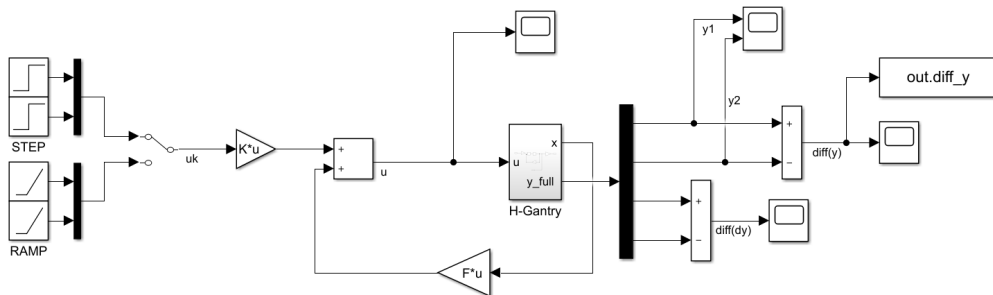 y1
out.diff_y
y2
STEP
uk
K*u
+
+
u
u
x
y_full
H-Gantry
+
−
diff(y)
+
−
diff(dy)
RAMP
F*u